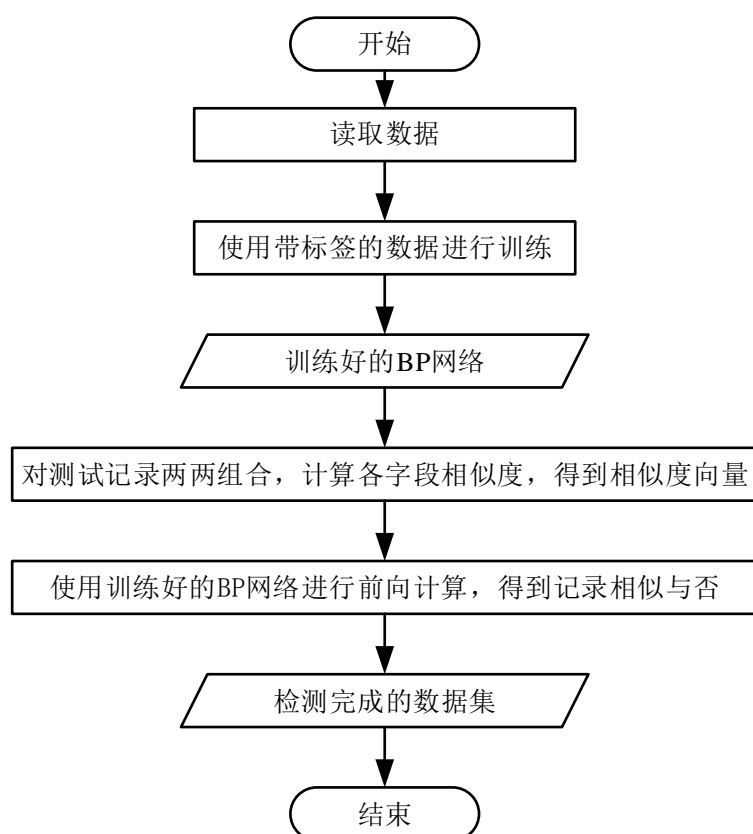 开始
读取数据
使用带标签的数据进行训练
训练好的BP网络
对测试记录两两组合，计算各字段相似度，得到相似度向量
使用训练好的BP网络进行前向计算，得到记录相似与否
检测完成的数据集
结束